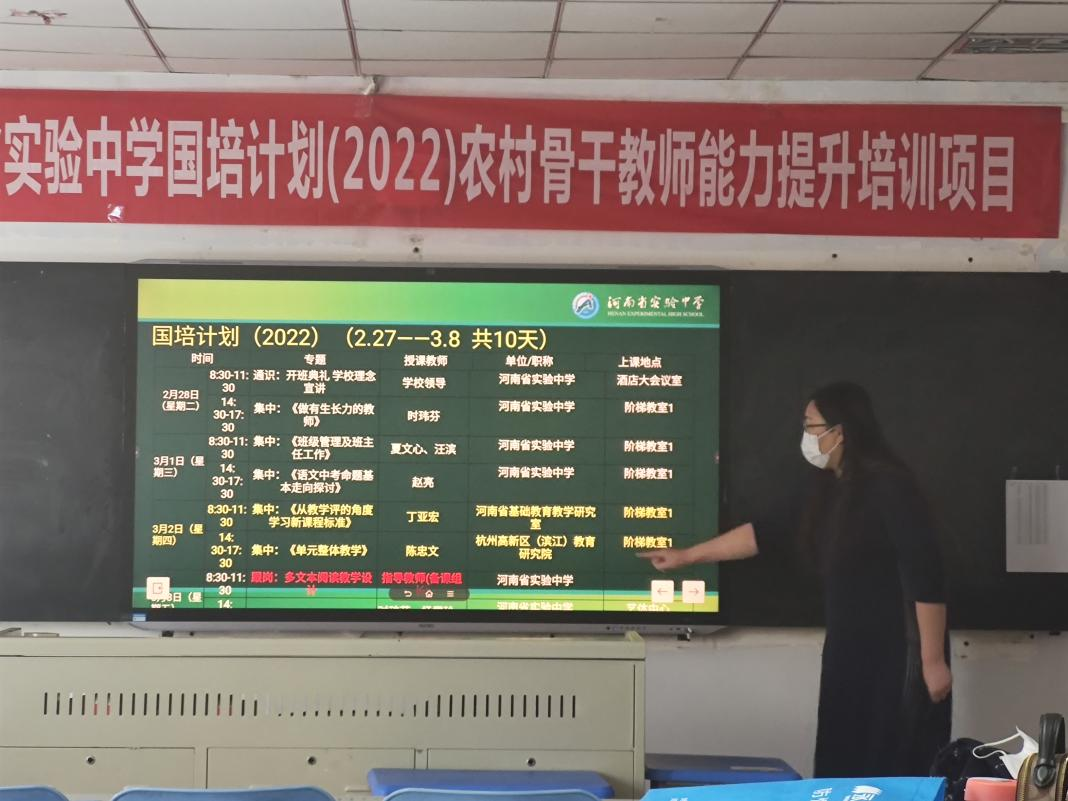 实验中学国培计划(2022)农村骨干教师能力提升培训项目
河南省实验中学
HENAN EXPERIMENTAL HIGH SCHOOL
国培计划（2022）（2.27——3.8 共10天）
时间 专题 授课教师 单位/职称 上课地点
2月28日（星期二） 8:30-11:30 通识：开班典礼 学校理念宣讲 学校领导 河南省实验中学 酒店大会议室
14:30-17:30 集中：《做有生长力的教师》 时玮芬 河南省实验中学 阶梯教室1
3月1日（星期三） 8:30-11:30 集中：《班级管理及班主任工作》 夏文心、汪滨 河南省实验中学 阶梯教室1
14:30-17:30 集中：《语文中考命题基本走向探讨》 赵亮 河南省实验中学 阶梯教室1
3月2日（星期四） 8:30-11:30 集中：《从教学评的角度学习新课程标准》 丁亚宏 河南省基础教育教学研究室 阶梯教室1
14:30-17:30 集中：《单元整体教学》 陈忠文 杭州高新区（滨江）教育研究院 阶梯教室1
8:30-11:30 跟岗：多文本阅读教学设 指导教师(备课组 河南省实验中学
14: 河南省实验中学 艺体中心